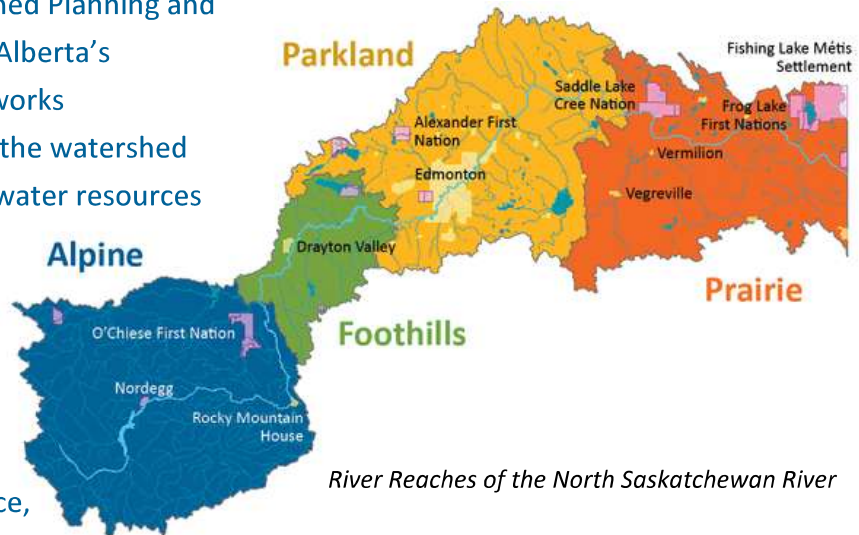 ned Planning and
Alberta's
works
the watershed
water resources
ce,
Parkland
Fishing Lake Métis
Settlement
Saddle Lake
Cree Nation
Frog Lake
First Nations
Alexander First
Nation
Vermilion
Edmonton
Vegreville
Drayton Valley
Alpine
Prairie
Foothills
O'Chiese First Nation
Nordegg
Rocky Mountain
House
River Reaches of the North Saskatchewan River